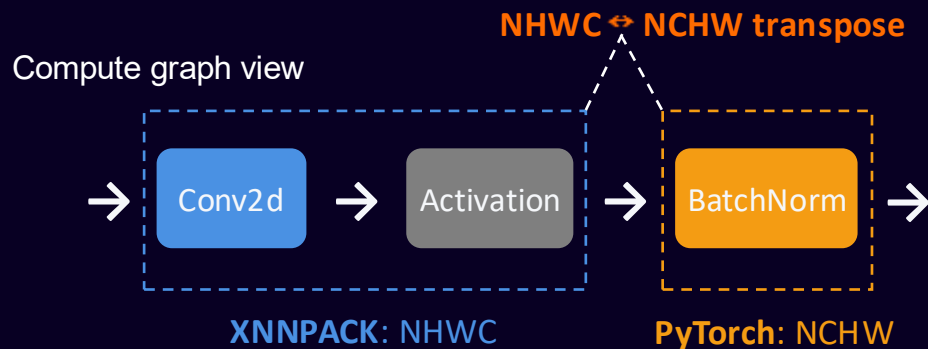 NHWC ↔ NCHW transpose
Compute graph view
Conv2d
Activation
BatchNorm
XNNPACK: NHWC
PyTorch: NCHW